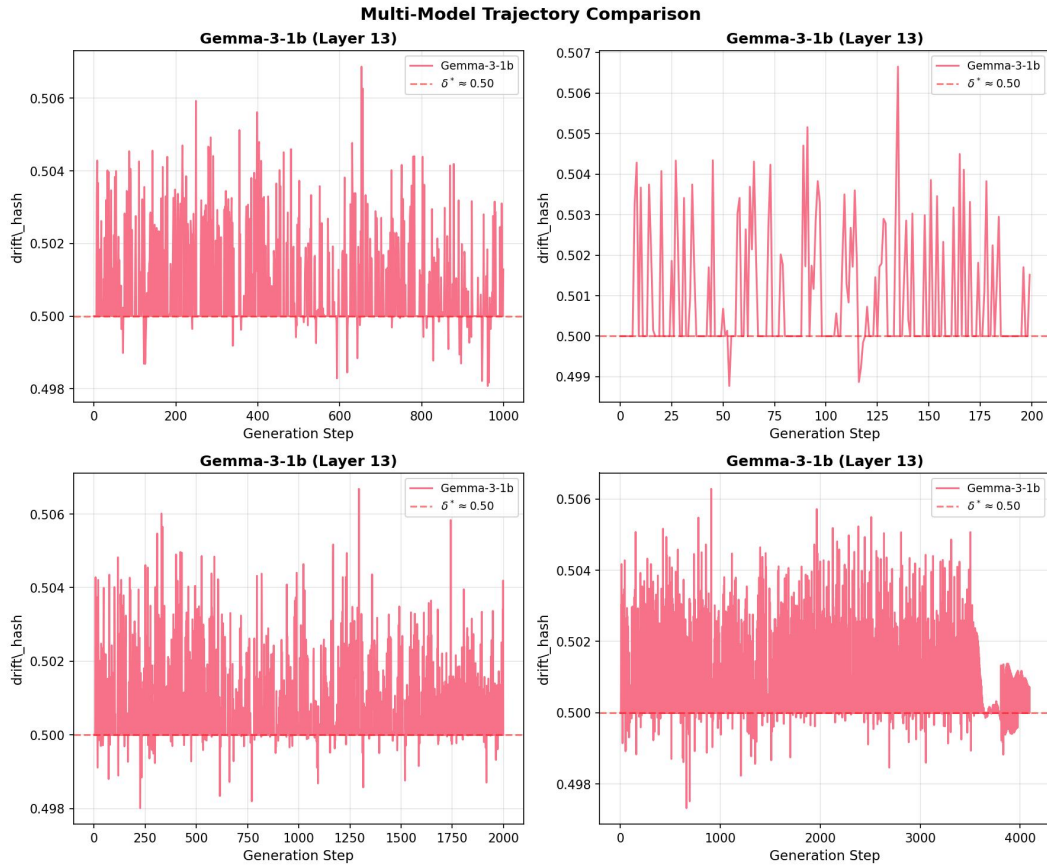 Multi-Model Trajectory Comparison
Gemma-3-1b (Layer 13)
Gemma-3-1b
δ* ≈ 0.50
0.506
0.504
0.502
0.500
0.498
drift\_hash
0 200 400 600 800 1000
Generation Step
Gemma-3-1b (Layer 13)
Gemma-3-1b
δ* ≈ 0.50
0.507
0.506
0.505
0.504
0.503
0.502
0.501
0.500
0.499
drift\_hash
0 25 50 75 100 125 150 175 200
Generation Step
Gemma-3-1b (Layer 13)
Gemma-3-1b
δ* ≈ 0.50
0.506
0.504
0.502
0.500
0.498
drift\_hash
0 250 500 750 1000 1250 1500 1750 2000
Generation Step
Gemma-3-1b (Layer 13)
Gemma-3-1b
δ* ≈ 0.50
0.506
0.504
0.502
0.500
0.498
drift\_hash
0 1000 2000 3000 4000
Generation Step